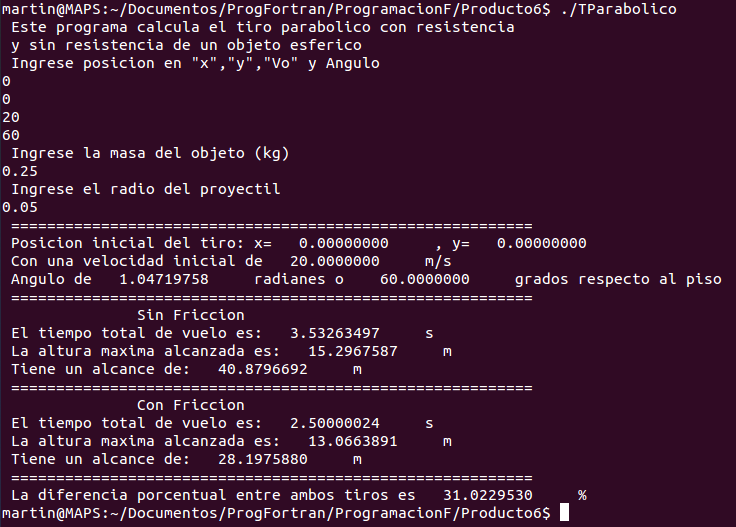 martin@MAPS:~/Documentos/ProgFortran/ProgramacionF/Producto6$ ./TParabolico
Este programa calcula el tiro parabolico con resistencia
y sin resistencia de un objeto esferico
Ingrese posicion en "x","y","Vo" y Angulo
0
0
20
60
Ingrese la masa del objeto (kg)
0.25
Ingrese el radio del proyectil
0.05
==========================================================
Posicion inicial del tiro: x=   0.00000000     , y=   0.00000000
Con una velocidad inicial de   20.0000000     m/s
Angulo de   1.04719758     radianes o    60.0000000     grados respecto al piso
==========================================================
Sin Friccion
El tiempo total de vuelo es:   3.53263497     s
La altura maxima alcanzada es:   15.2967587     m
Tiene un alcance de:   40.8796692     m
==========================================================
Con Friccion
El tiempo total de vuelo es:   2.50000024     s
La altura maxima alcanzada es:   13.0663891     m
Tiene un alcance de:   28.1975880     m
==========================================================
La diferencia porcentual entre ambos tiros es   31.0229530     %
martin@MAPS:~/Documentos/ProgFortran/ProgramacionF/Producto6$